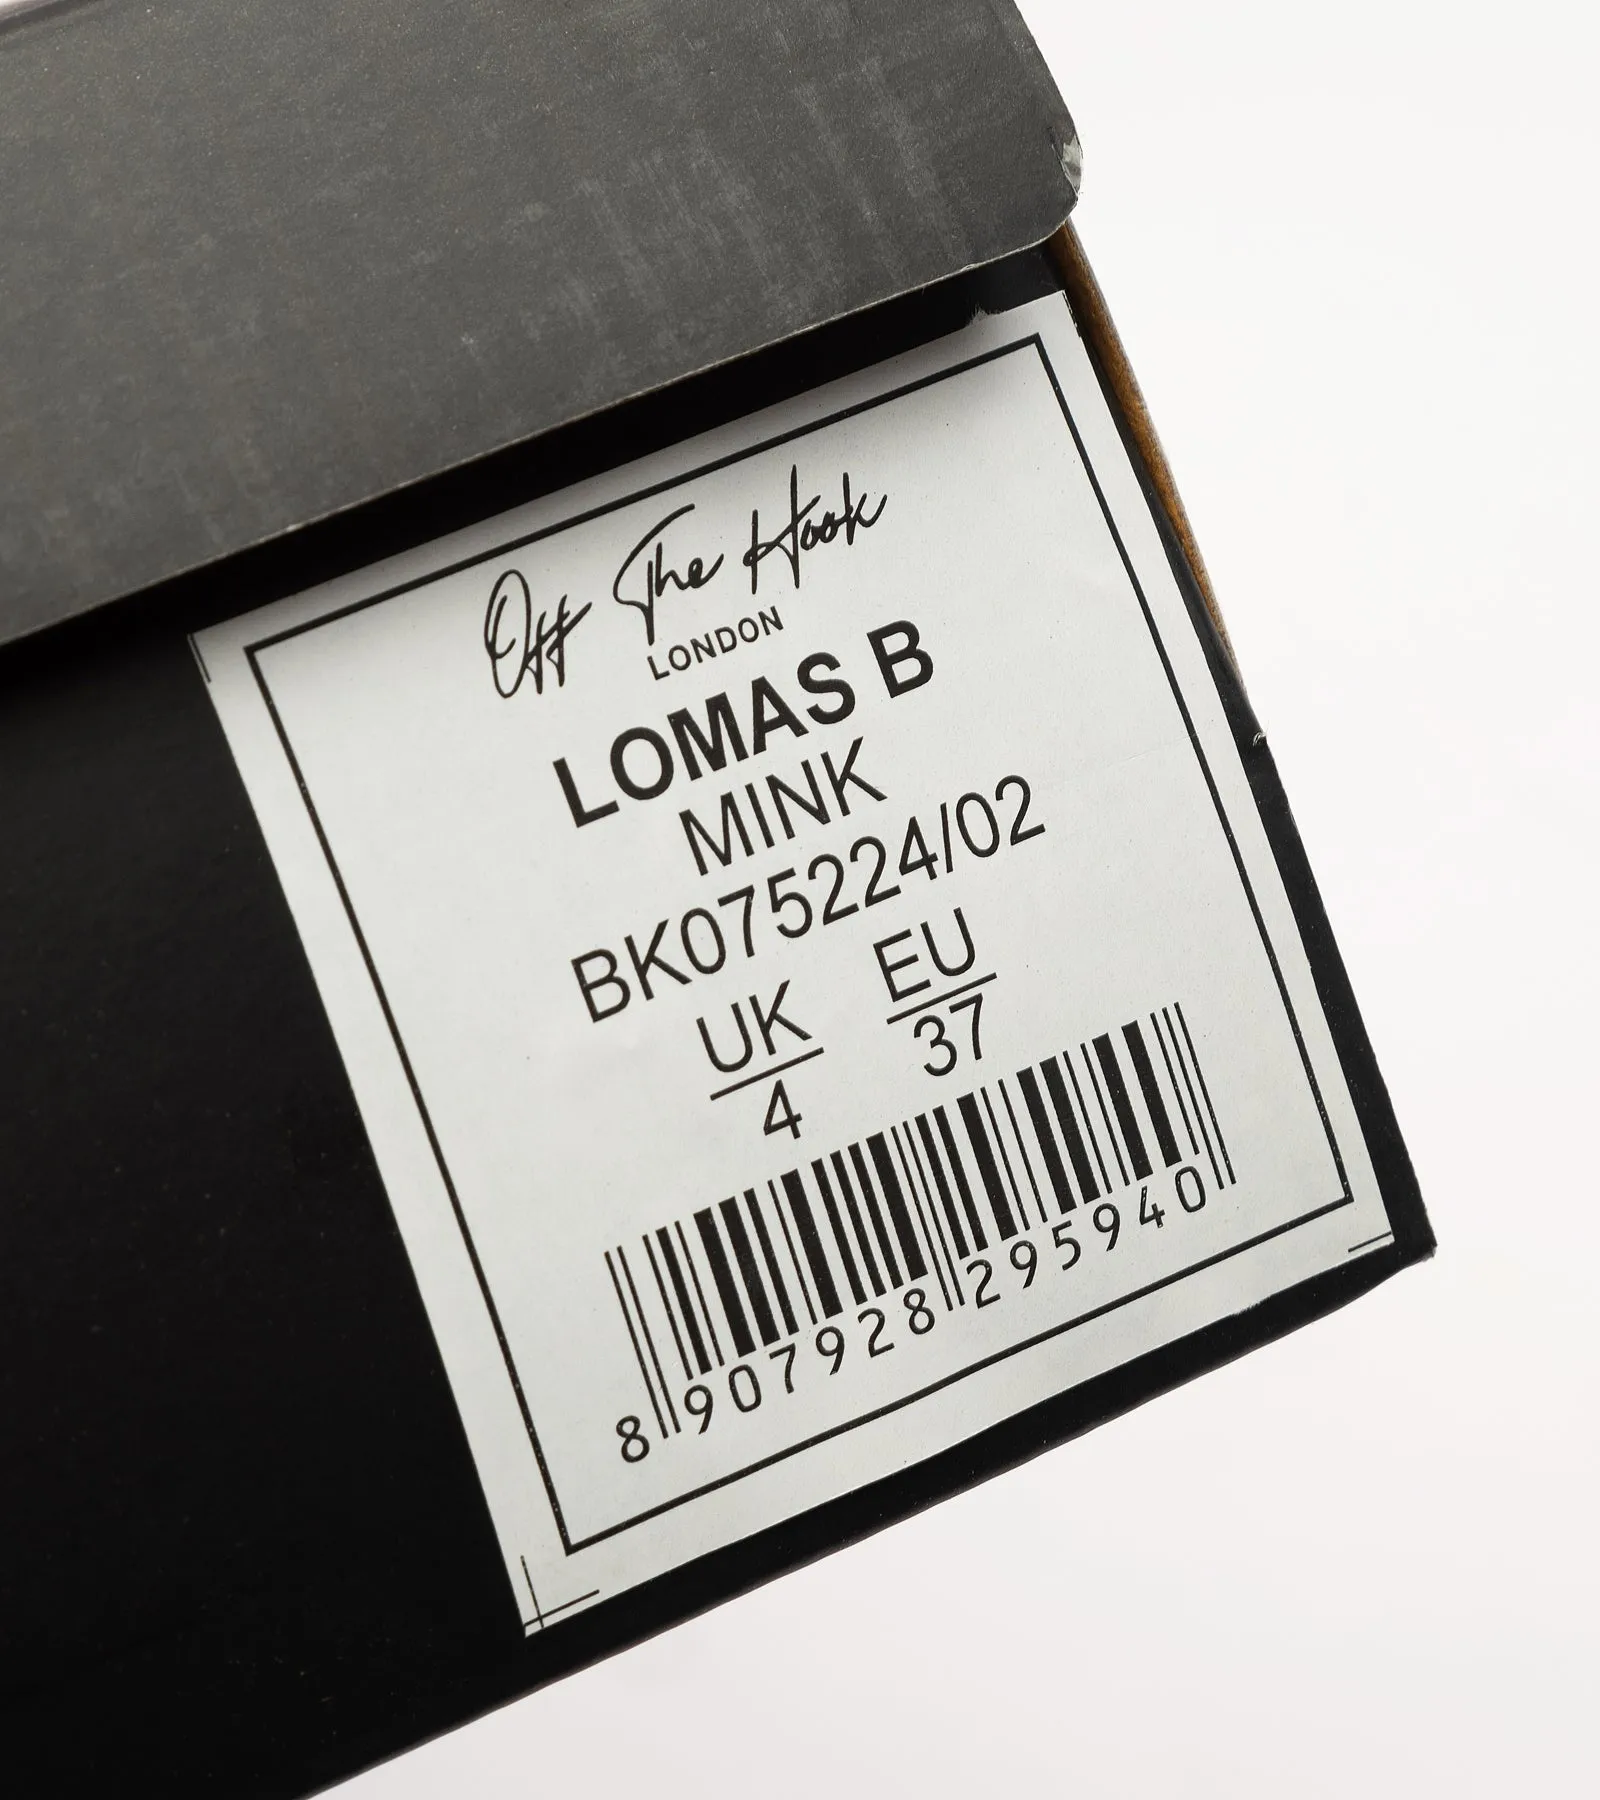 Off The Hook
LONDON
LOMAS B
MINK
BK075224/02
UK EU
4 37
8 907928 295940